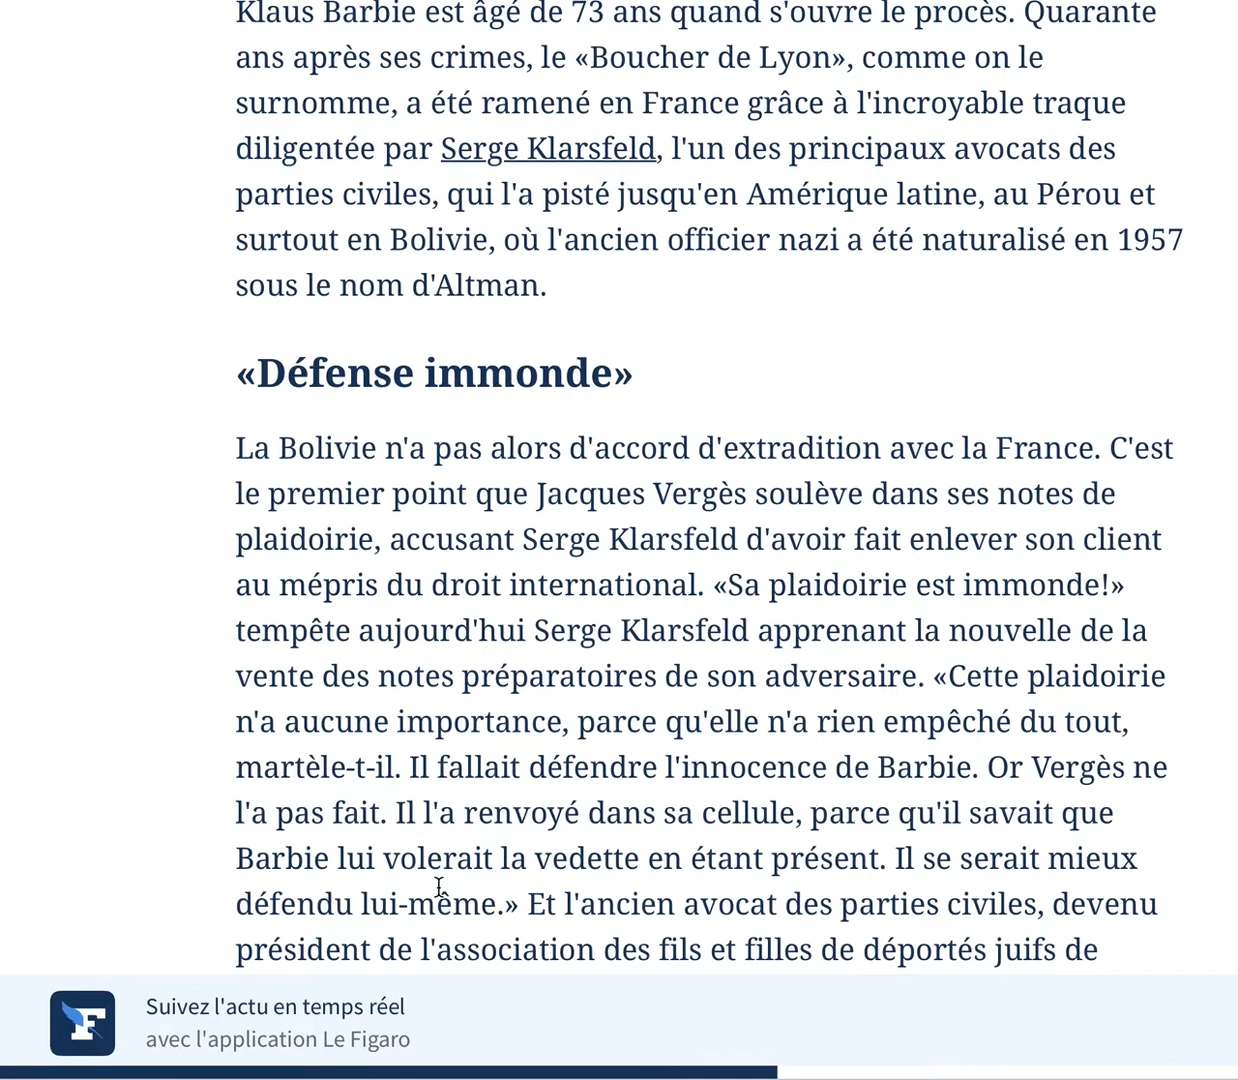 Klaus Barbie est âgé de 73 ans quand s'ouvre le procès. Quarante
ans après ses crimes, le «Boucher de Lyon», comme on le
surnomme, a été ramené en France grâce à l'incroyable traque
diligentée par Serge Klarsfeld, l'un des principaux avocats des
parties civiles, qui l'a pisté jusqu'en Amérique latine, au Pérou et
surtout en Bolivie, où l'ancien officier nazi a été naturalisé en 1957
sous le nom d'Altman.
«Défense immonde»
La Bolivie n'a pas alors d'accord d'extradition avec la France. C'est
le premier point que Jacques Vergès soulève dans ses notes de
plaidoirie, accusant Serge Klarsfeld d'avoir fait enlever son client
au mépris du droit international. «Sa plaidoirie est immonde!»
tempête aujourd'hui Serge Klarsfeld apprenant la nouvelle de la
vente des notes préparatoires de son adversaire. «Cette plaidoirie
n'a aucune importance, parce qu'elle n'a rien empêché du tout,
martèle-t-il. Il fallait défendre l'innocence de Barbie. Or Vergès ne
l'a pas fait. Il l'a renvoyé dans sa cellule, parce qu'il savait que
Barbie lui volerait la vedette en étant présent. Il se serait mieux
défendu lui-même.» Et l'ancien avocat des parties civiles, devenu
président de l'association des fils et filles de déportés juifs de
F
Suivez l'actu en temps réel
avec l'application Le Figaro